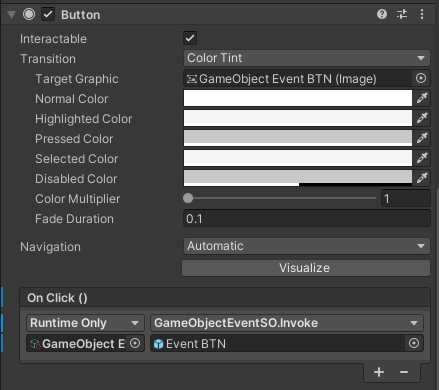 Button
Interactable
Transition Color Tint
Target Graphic GameObject Event BTN (Image)
Normal Color
Highlighted Color
Pressed Color
Selected Color
Disabled Color
Color Multiplier 1
Fade Duration 0.1
Navigation Automatic
Visualize
On Click ()
Runtime Only GameObjectEventSO.Invoke
GameObject E Event BTN